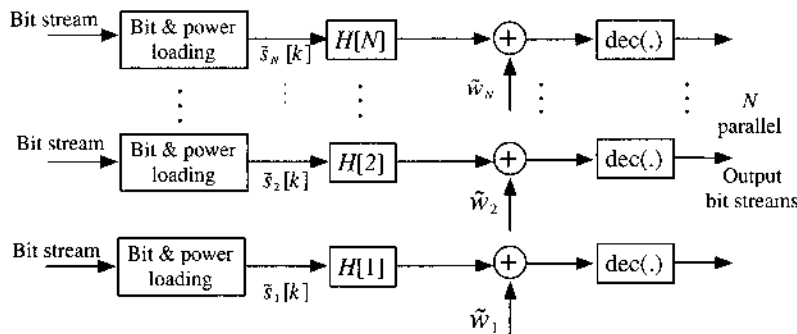 Bit stream
Bit & power
loading
s̃_N[k]
H[N]
+
w̃_N
dec(.)
N
parallel
Bit stream
Bit & power
loading
s̃_2[k]
H[2]
+
w̃_2
dec(.)
Output
bit streams
Bit stream
Bit & power
loading
s̃_1[k]
H[1]
+
w̃_1
dec(.)